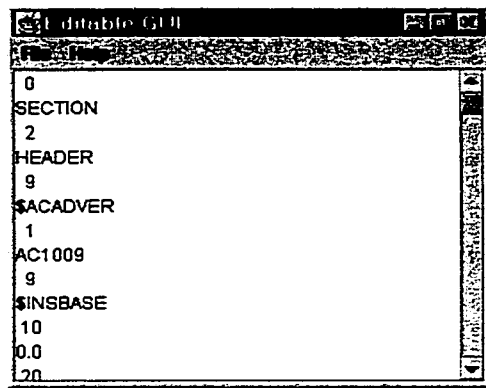 Editable GUI
File Help
0
SECTION
2
HEADER
9
$ACADVER
1
AC1009
9
$INSBASE
10
0.0
20